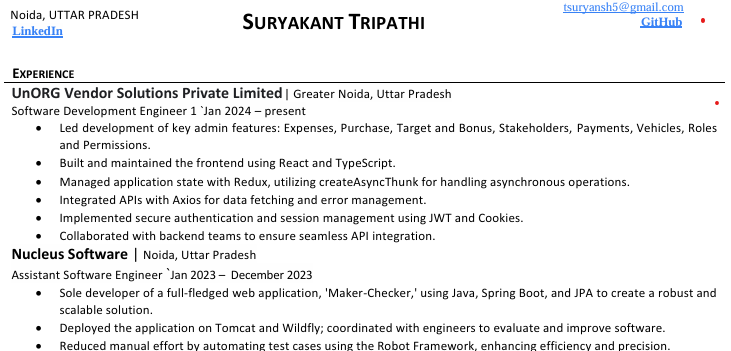 Noida, UTTAR PRADESH
LinkedIn
SURYAKANT TRIPATHI
tsuryansh5@gmail.com
GitHub
EXPERIENCE
UnORG Vendor Solutions Private Limited | Greater Noida, Uttar Pradesh
Software Development Engineer 1 `Jan 2024 – present
• Led development of key admin features: Expenses, Purchase, Target and Bonus, Stakeholders, Payments, Vehicles, Roles
and Permissions.
• Built and maintained the frontend using React and TypeScript.
• Managed application state with Redux, utilizing createAsyncThunk for handling asynchronous operations.
• Integrated APIs with Axios for data fetching and error management.
• Implemented secure authentication and session management using JWT and Cookies.
• Collaborated with backend teams to ensure seamless API integration.
Nucleus Software | Noida, Uttar Pradesh
Assistant Software Engineer `Jan 2023 – December 2023
• Sole developer of a full-fledged web application, 'Maker-Checker,' using Java, Spring Boot, and JPA to create a robust and
scalable solution.
• Deployed the application on Tomcat and Wildfly; coordinated with engineers to evaluate and improve software.
• Reduced manual effort by automating test cases using the Robot Framework, enhancing efficiency and precision.